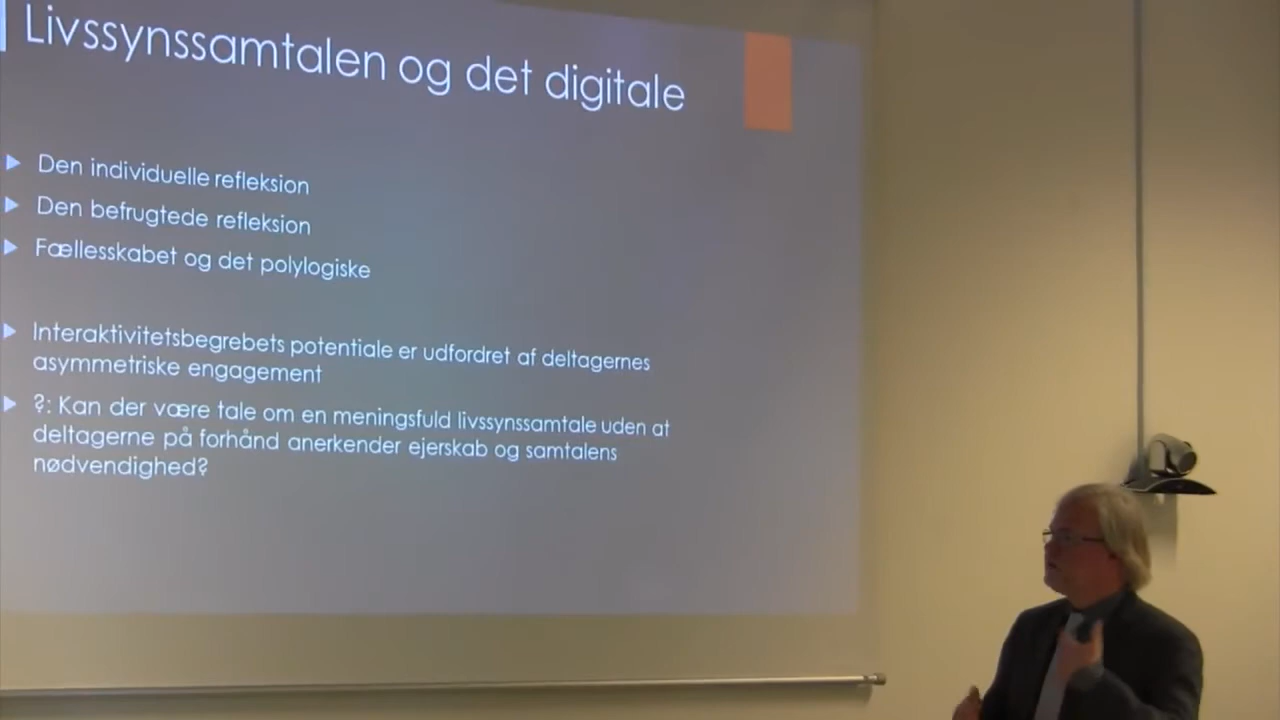 Livssynssamtalen og det digitale
Den individuelle refleksion
Den befrugtede refleksion
Fællesskabet og det polylogiske
Interaktivitetsbegrebets potentiale er udfordret af deltagernes
asymmetriske engagement
?: Kan der være tale om en meningsfuld livssynssamtale uden at
deltagerne på forhånd anerkender ejerskab og samtalens
nødvendighed?